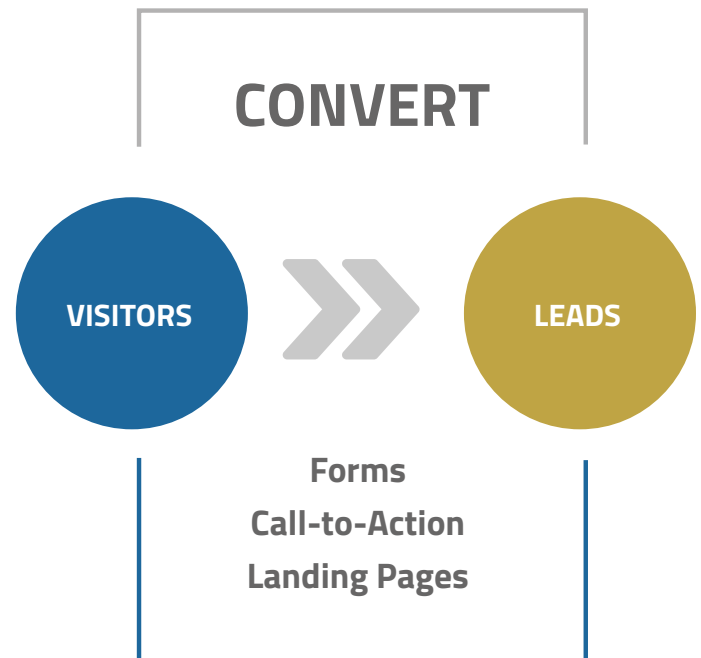 CONVERT
VISITORS
LEADS
Forms
Call-to-Action
Landing Pages